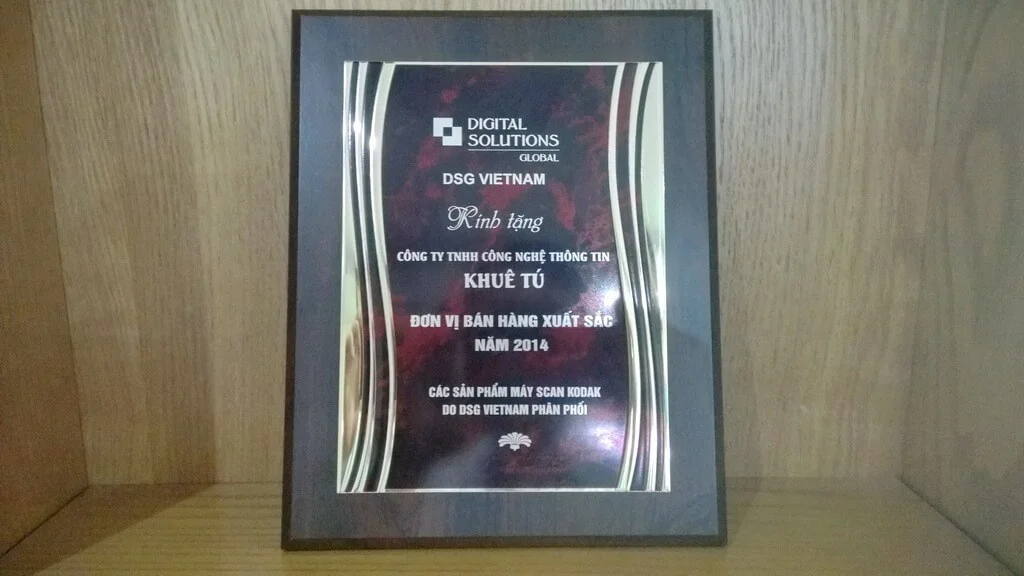 DIGITAL
SOLUTIONS
GLOBAL
DSG VIETNAM
Kính tặng
CÔNG TY TNHH CÔNG NGHỆ THÔNG TIN
KHUÊ TÚ
ĐƠN VỊ BÁN HÀNG XUẤT SẮC
NĂM 2014
CÁC SẢN PHẨM MÁY SCAN KODAK
DO DSG VIETNAM PHÂN PHỐI